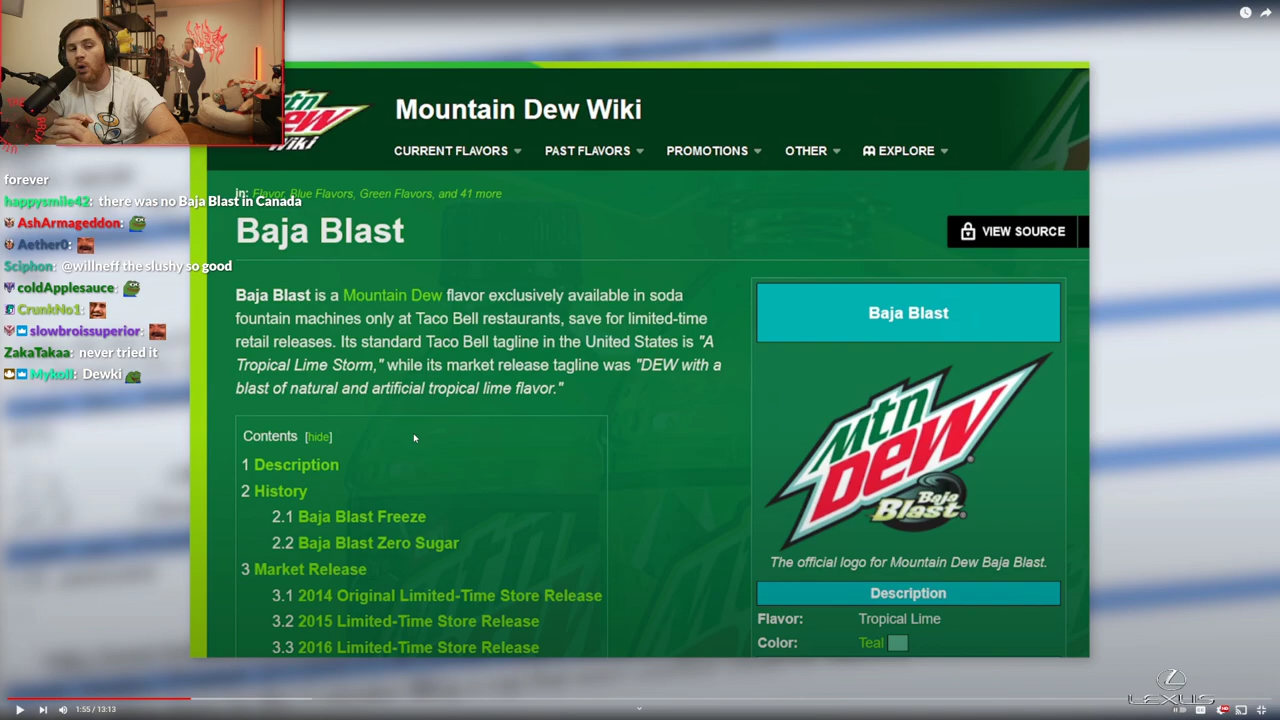 Mountain Dew Wiki
CURRENT FLAVORS PAST FLAVORS PROMOTIONS OTHER EXPLORE
in: Flavor, Blue Flavors, Green Flavors, and 41 more
Baja Blast
VIEW SOURCE
Baja Blast is a Mountain Dew flavor exclusively available in soda
fountain machines only at Taco Bell restaurants, save for limited-time
retail releases. Its standard Taco Bell tagline in the United States is "A
Tropical Lime Storm," while its market release tagline was "DEW with a
blast of natural and artificial tropical lime flavor."
Contents [hide]
1 Description
2 History
2.1 Baja Blast Freeze
2.2 Baja Blast Zero Sugar
3 Market Release
3.1 2014 Original Limited-Time Store Release
3.2 2015 Limited-Time Store Release
3.3 2016 Limited-Time Store Release
Baja Blast
Mtn
DEW
Baja
Blast
The official logo for Mountain Dew Baja Blast.
Description
Flavor: Tropical Lime
Color: Teal
forever
happysmile42: there was no Baja Blast in Canada
AshArmageddon:
Aether0:
Sciphon: @willneff the slushy so good
coldApplesauce:
CrunkNo1:
slowbroissuperior:
ZakaTakaa: never tried it
Mykoll: Dewki
LEXUS
1:55 / 13:13